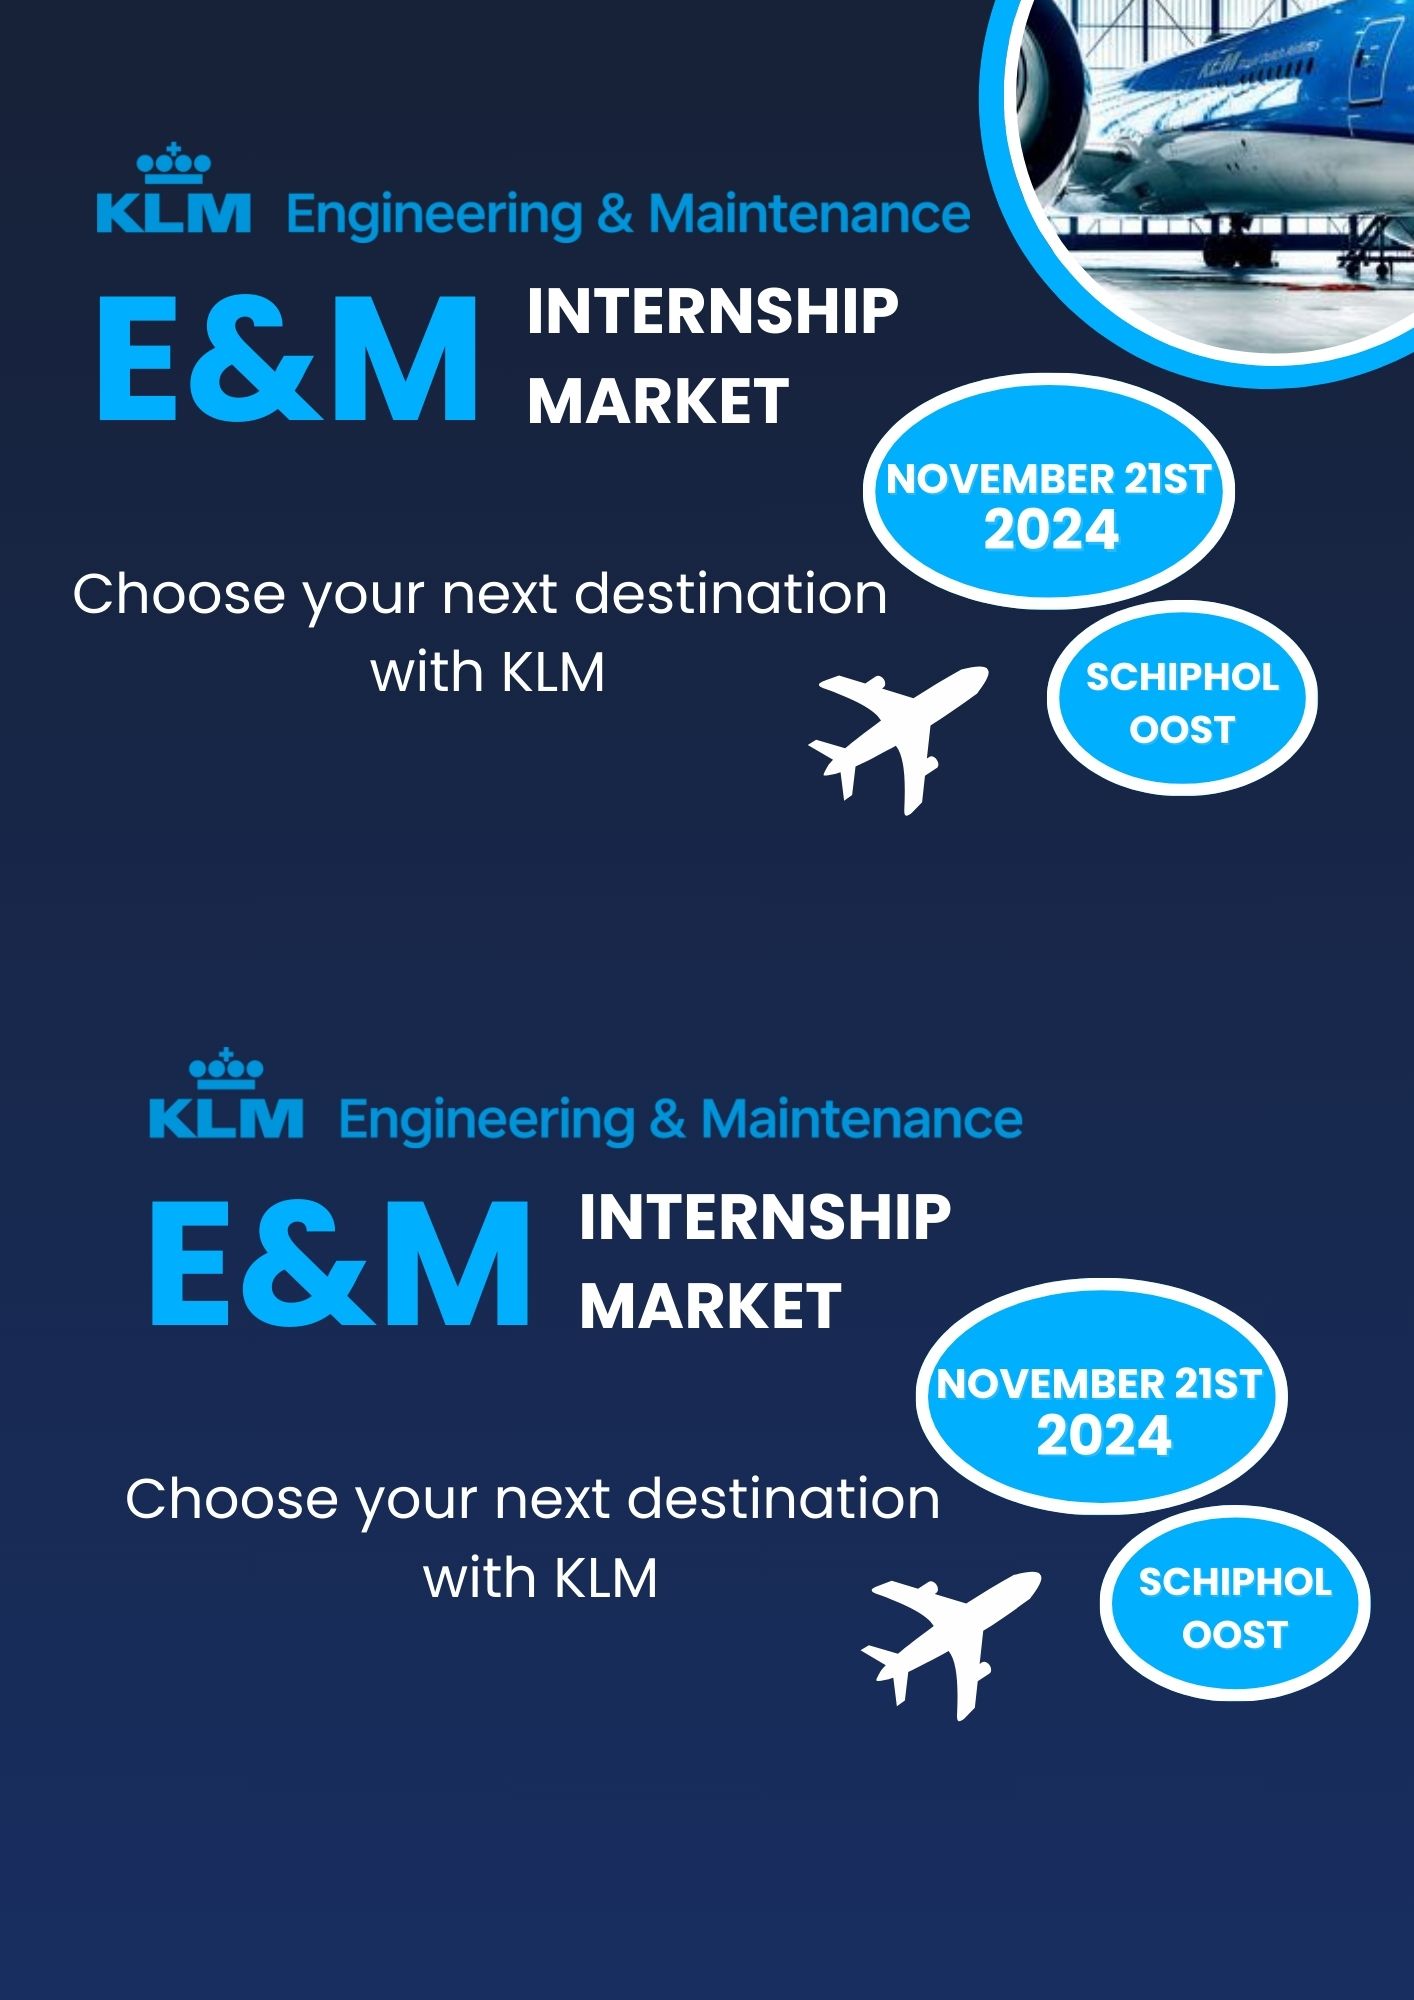 KLM
KLM Engineering & Maintenance
E&M INTERNSHIP
MARKET
NOVEMBER 21ST
2024
Choose your next destination
with KLM
SCHIPHOL
OOST
KLM Engineering & Maintenance
E&M INTERNSHIP
MARKET
NOVEMBER 21ST
2024
Choose your next destination
with KLM
SCHIPHOL
OOST